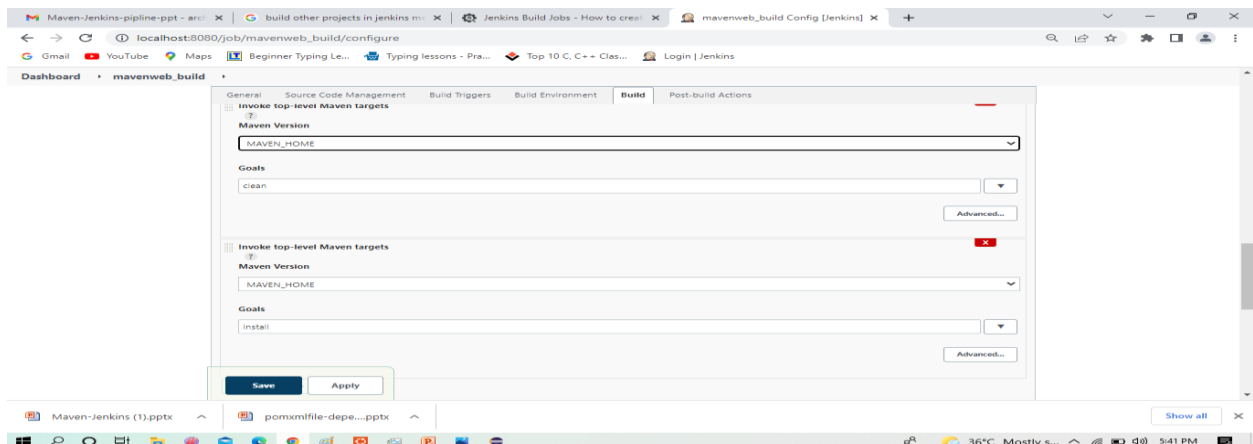 Maven-Jenkins-pipline-ppt - arch
build other projects in jenkins ma
Jenkins Build Jobs - How to creat
mavenweb_build Config [Jenkins]
localhost:8080/job/mavenweb_build/configure
Gmail YouTube Maps Beginner Typing Le... Typing lessons - Pra... Top 10 C, C++ Clas... Login | Jenkins
Dashboard mavenweb_build
General Source Code Management Build Triggers Build Environment Build Post-build Actions
Invoke top-level Maven targets
?
Maven Version
MAVEN_HOME
Goals
clean
Advanced...
Invoke top-level Maven targets
x
?
Maven Version
MAVEN_HOME
Goals
install
Advanced...
Save Apply
Maven-Jenkins (1).pptx pomxmlfile-depe....pptx Show all
36°C Mostly s... 5:41 PM